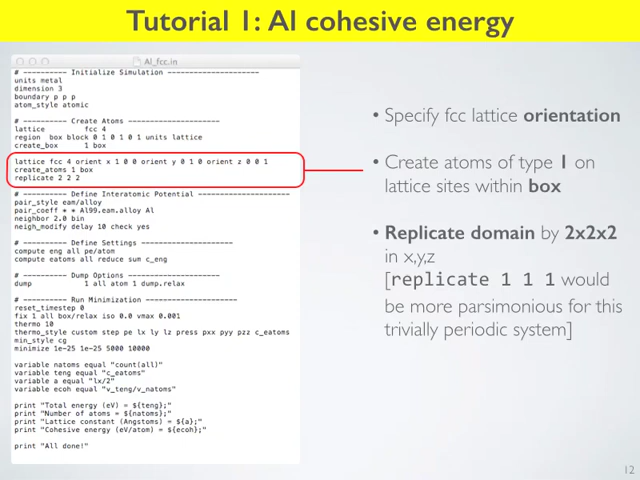 Tutorial 1: Al cohesive energy
Al_fcc.in
# ---------- Initialize Simulation ---------------------
units metal
dimension 3
boundary p p p
atom_style atomic
# ---------- Create Atoms ---------------------
lattice fcc 4
region box block 0 1 0 1 0 1 units lattice
create_box 1 box
lattice fcc 4 orient x 1 0 0 orient y 0 1 0 orient z 0 0 1
create_atoms 1 box
replicate 2 2 2
# ---------- Define Interatomic Potential ---------------------
pair_style eam/alloy
pair_coeff * * Al99.eam.alloy Al
neighbor 2.0 bin
neigh_modify delay 10 check yes
# ---------- Define Settings ---------------------
compute eng all pe/atom
compute eatoms all reduce sum c_eng
# ---------- Dump Options ---------------------
dump 1 all atom 1 dump.relax
# ---------- Run Minimization ---------------------
reset_timestep 0
fix 1 all box/relax iso 0.0 vmax 0.001
thermo 10
thermo_style custom step pe lx ly lz press pxx pyy pzz c_eatoms
min_style cg
minimize 1e-25 1e-25 5000 10000
variable natoms equal "count(all)"
variable teng equal "c_eatoms"
variable a equal "lx/2"
variable ecoh equal "v_teng/v_natoms"
print "Total energy (eV) = ${teng};"
print "Number of atoms = ${natoms};"
print "Lattice constant (Angstoms) = ${a};"
print "Cohesive energy (eV/atom) = ${ecoh};"
print "All done!"
• Specify fcc lattice orientation
• Create atoms of type 1 on
lattice sites within box
• Replicate domain by 2x2x2
in x,y,z
[replicate 1 1 1 would
be more parsimonious for this
trivially periodic system]
12